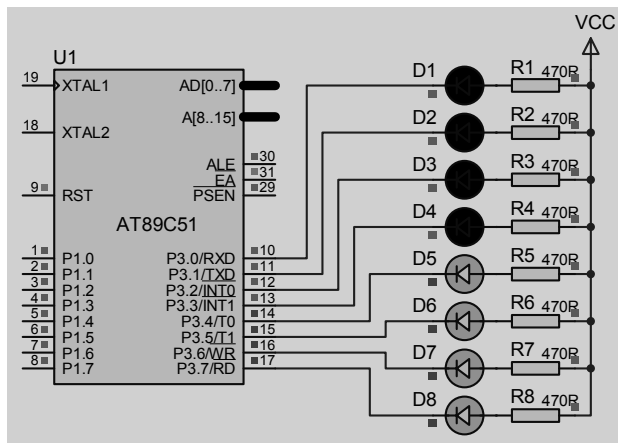 VCC
U1
19 XTAL1 AD[0..7]
A[8..15]
18 XTAL2
ALE 30
EA 31
9 RST PSEN 29
AT89C51
1 P1.0 P3.0/RXD 10
2 P1.1 P3.1/TXD 11
3 P1.2 P3.2/INT0 12
4 P1.3 P3.3/INT1 13
5 P1.4 P3.4/T0 14
6 P1.5 P3.5/T1 15
7 P1.6 P3.6/WR 16
8 P1.7 P3.7/RD 17
D1 R1 470R
D2 R2 470R
D3 R3 470R
D4 R4 470R
D5 R5 470R
D6 R6 470R
D7 R7 470R
D8 R8 470R